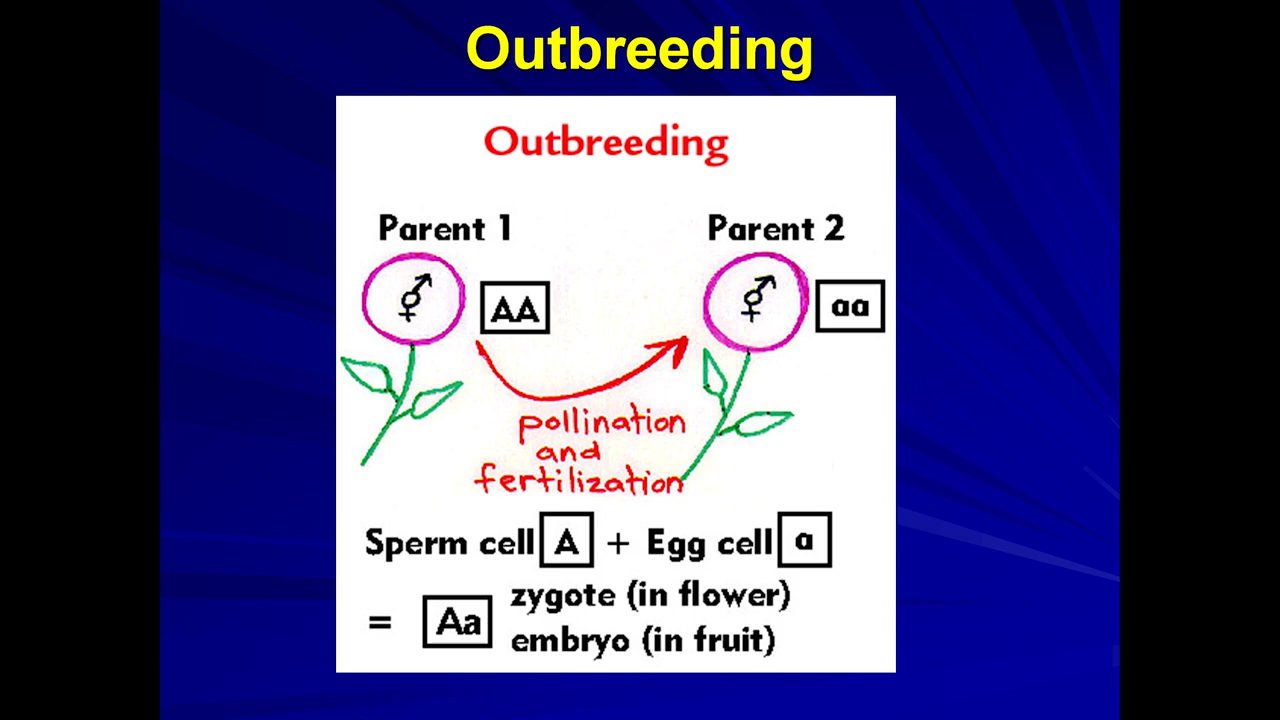 Outbreeding
Outbreeding
Parent 1
Parent 2
AA
aa
pollination
and
fertilization
Sperm cell A + Egg cell a
= Aa zygote (in flower)
embryo (in fruit)